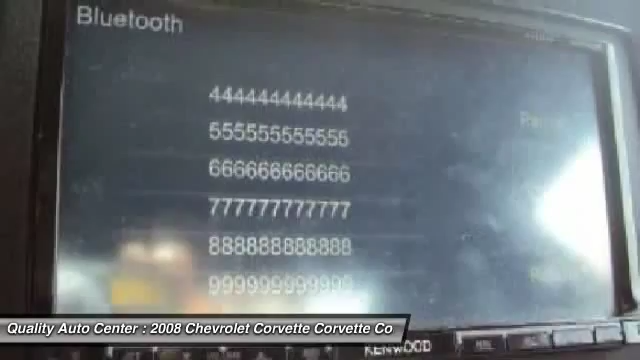 Bluetooth
444444444444
555555555555
666666666666
777777777777
888888888888
999999999999
Quality Auto Center : 2008 Chevrolet Corvette Corvette Co
KENWOOD